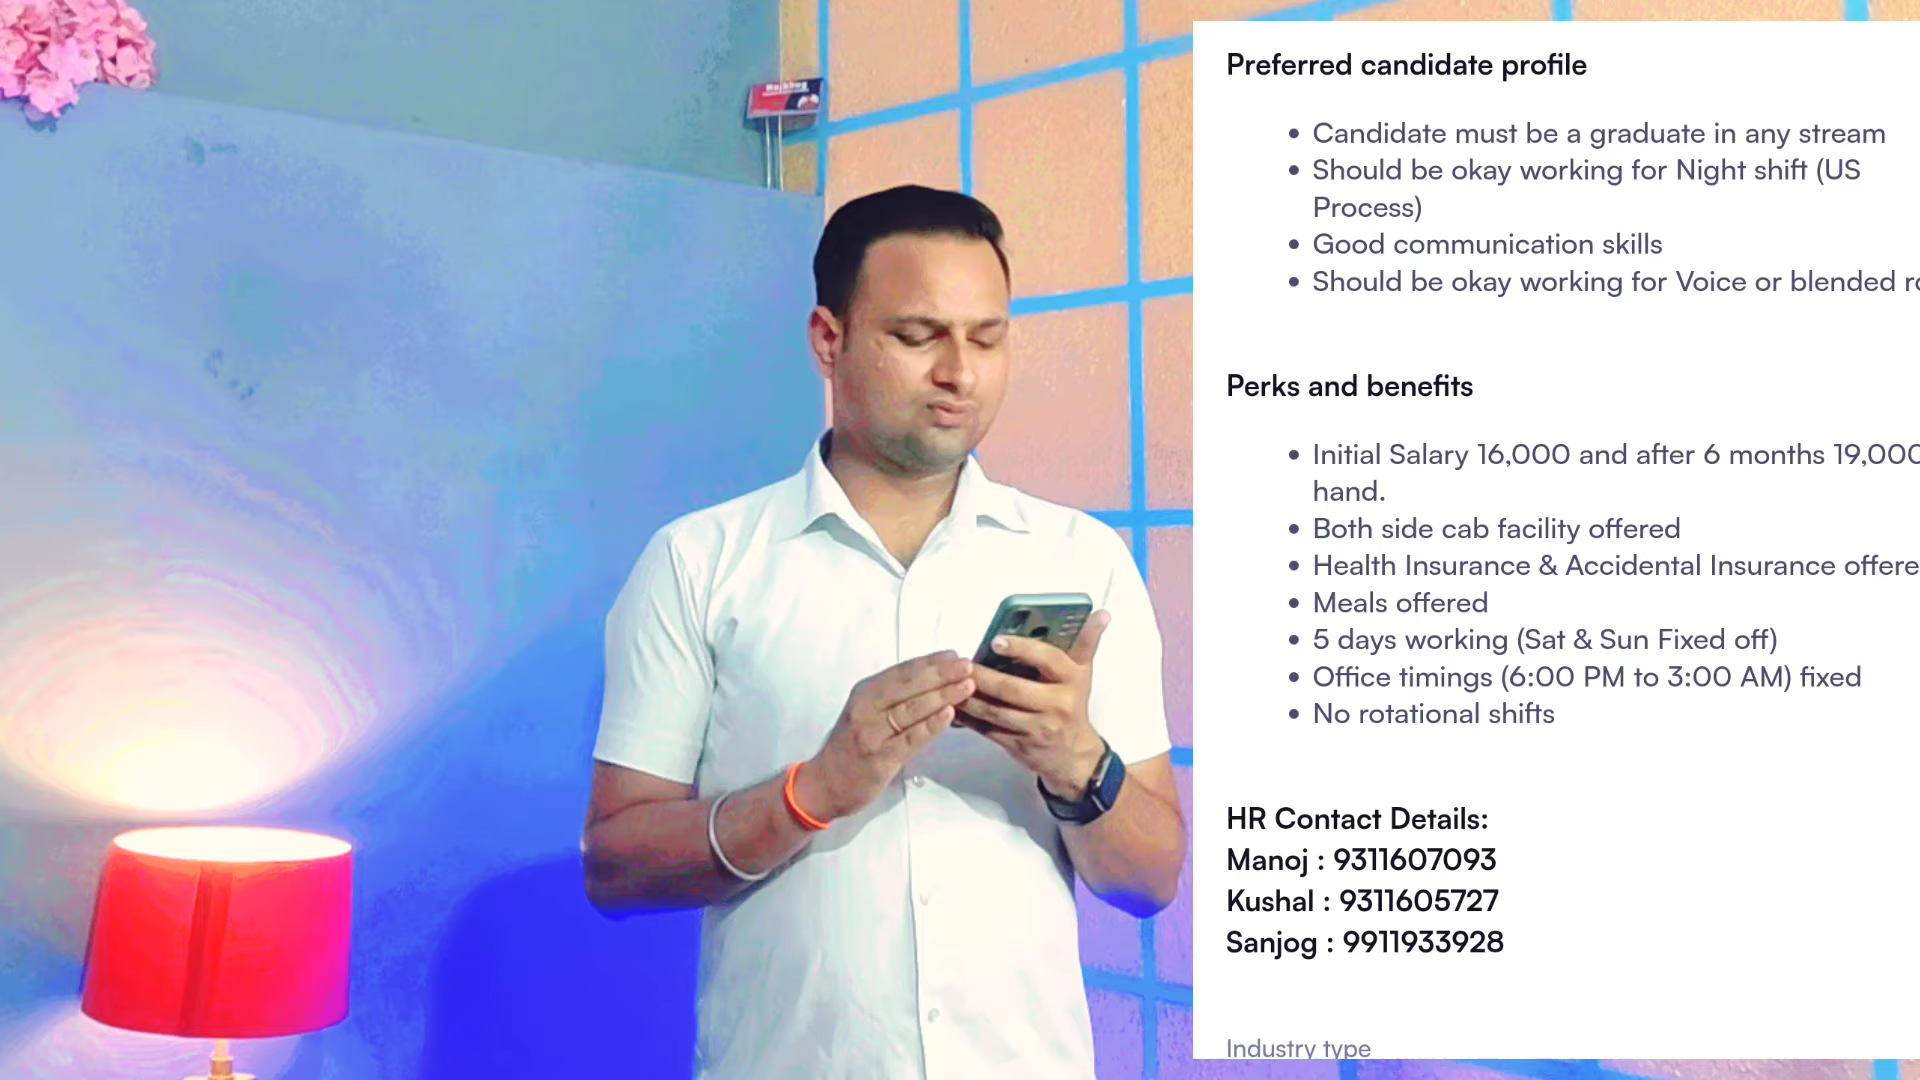 Preferred candidate profile
• Candidate must be a graduate in any stream
• Should be okay working for Night shift (US
Process)
• Good communication skills
• Should be okay working for Voice or blended
• Initial Salary 16,000 and after 6 months 19,000
hand.
• Both side cab facility offered
• Health Insurance & Accidental Insurance
• Meals offered
• 5 days working (Sat & Sun Fixed off)
• Office timings (6:00 PM to 3:00 AM) fixed
• No rotational shifts
HR Contact Details:
Manoj : 9311607093
Kushal : 9311605727
Sanjog : 9911933928
Industry type